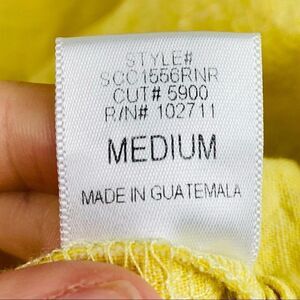 STYLE#
SCC1556RNR
CUT# 5900
R/N# 102711
MEDIUM
MADE IN GUATEMALA